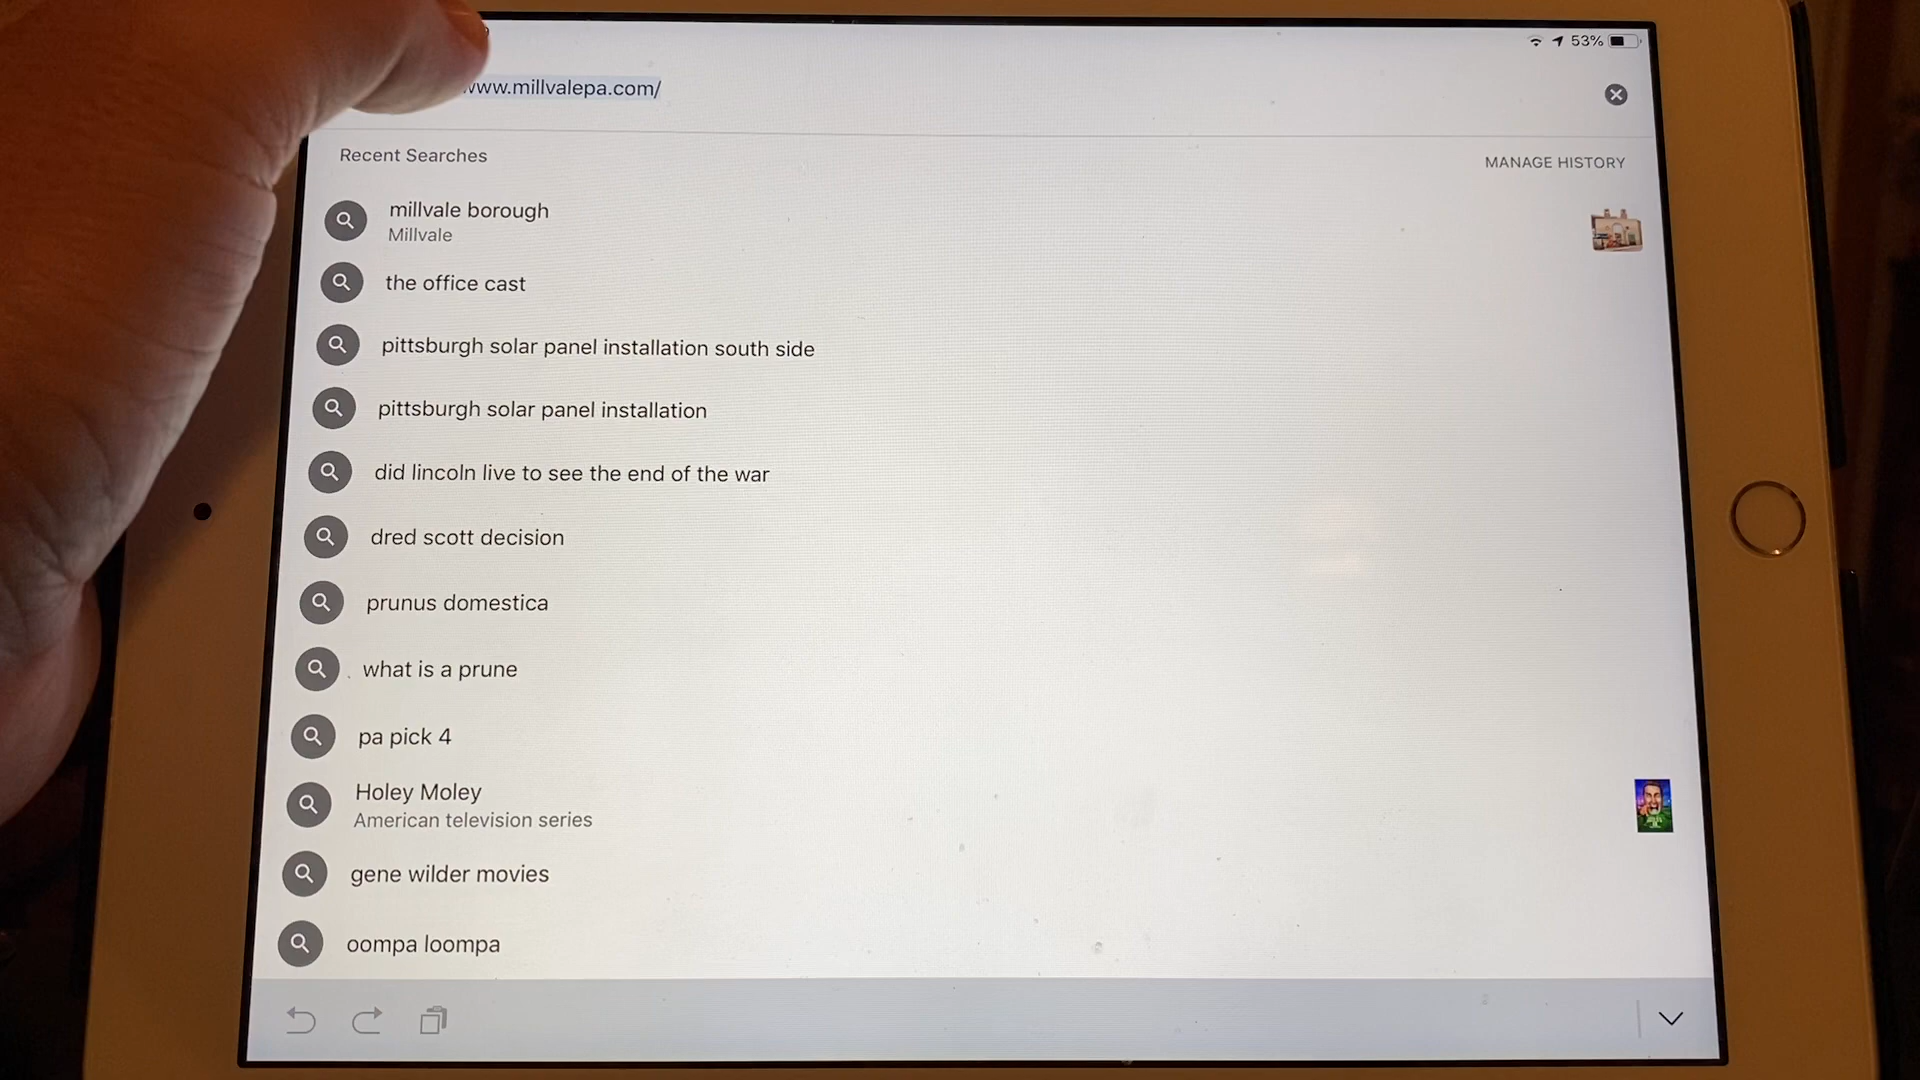 53%
www.millvalepa.com/
Recent Searches
MANAGE HISTORY
millvale borough
Millvale
the office cast
pittsburgh solar panel installation south side
pittsburgh solar panel installation
did lincoln live to see the end of the war
dred scott decision
prunus domestica
what is a prune
pa pick 4
Holey Moley
American television series
gene wilder movies
oompa loompa